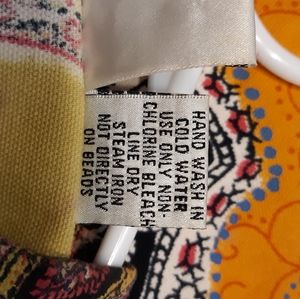 HAND WASH IN
COLD WATER
USE ONLY NON-
CHLORINE BLEACH
LINE DRY
STEAM IRON
NOT DIRECTLY
ON BEADS